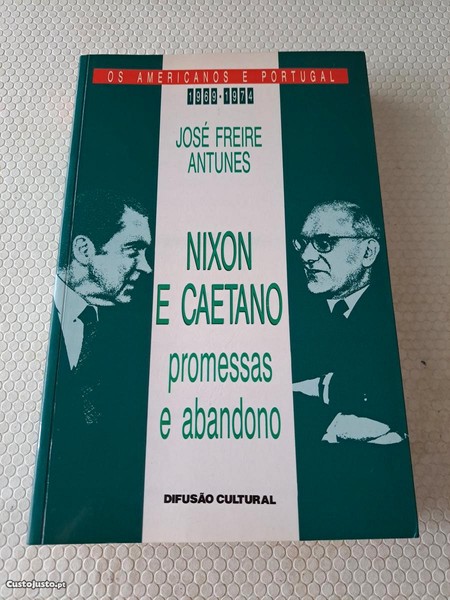 OS AMERICANOS E PORTUGAL
1969-1974
JOSÉ FREIRE
ANTUNES
NIXON
E CAETANO
promessas
e abandono
DIFUSÃO CULTURAL
CustoJusto.pt